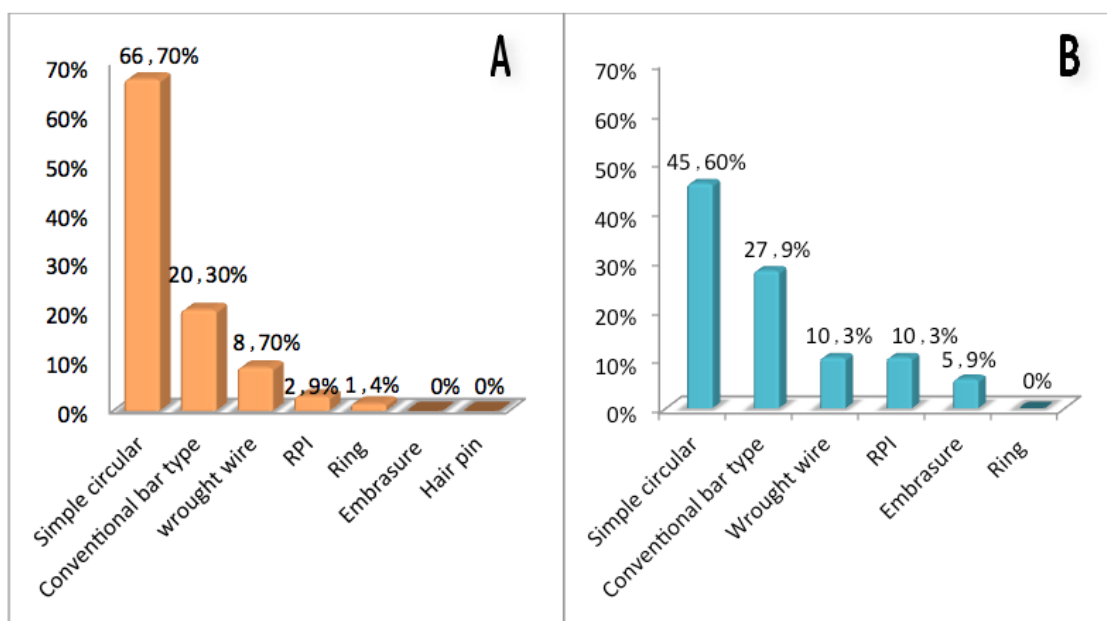 A
66 , 70%
70%
60%
50%
40%
30%
20%
10%
0%
20 , 30%
8 , 70%
2 , 9%
1 , 4%
0%
0%
Simple circular
Conventional bar type
wrought wire
RPI
Ring
Embrasure
Hair pin
B
70%
60%
50%
40%
30%
20%
10%
0%
45 , 60%
27 , 9%
10 , 3%
10 , 3%
5 , 9%
0%
Simple circular
Conventional bar type
Wrought wire
RPI
Embrasure
Ring